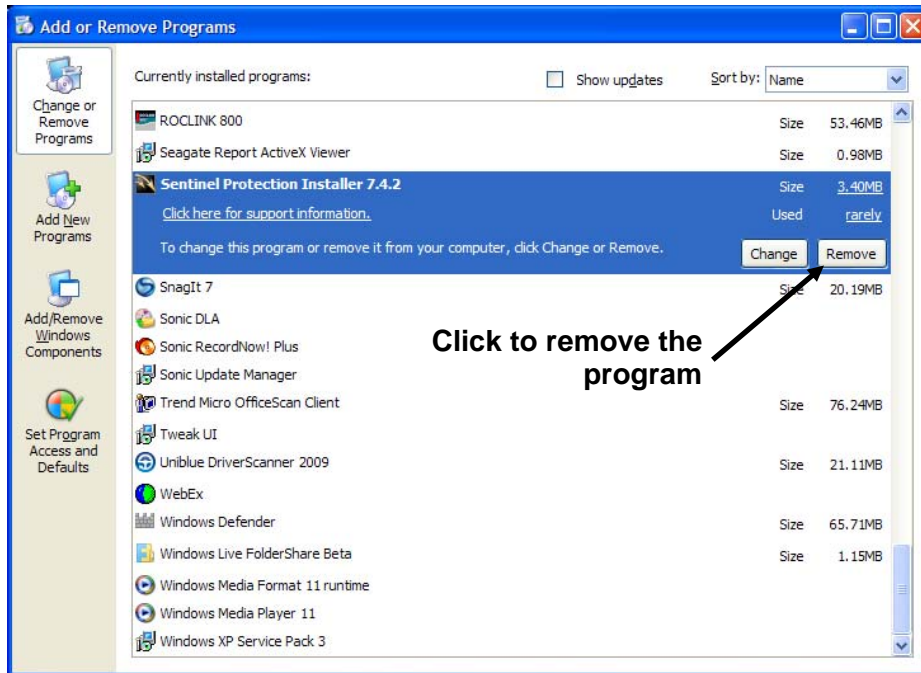 Add or Remove Programs
Change or
Remove
Programs
Add New
Programs
Add/Remove
Windows
Components
Set Program
Access and
Defaults
Currently installed programs:
Show updates
Sort by: Name
ROCLINK 800 Size 53.46MB
Seagate Report ActiveX Viewer Size 0.98MB
Sentinel Protection Installer 7.4.2 Size 3.40MB
Click here for support information. Used rarely
To change this program or remove it from your computer, click Change or Remove. Change Remove
SnagIt 7 Size 20.19MB
Sonic DLA
Sonic RecordNow! Plus
Sonic Update Manager
Trend Micro OfficeScan Client Size 76.24MB
Tweak UI
Uniblue DriverScanner 2009 Size 21.11MB
WebEx
Windows Defender Size 65.71MB
Windows Live FolderShare Beta Size 1.15MB
Windows Media Format 11 runtime
Windows Media Player 11
Windows XP Service Pack 3
Click to remove the
program